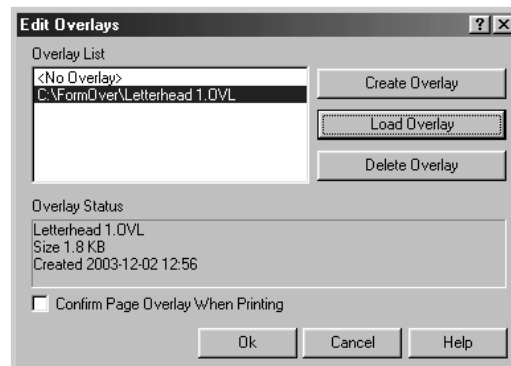 Edit Overlays
Overlay List
<No Overlay>
C:\FormOver\Letterhead 1.OVL
Create Overlay
Load Overlay
Delete Overlay
Overlay Status
Letterhead 1.OVL
Size 1.8 KB
Created 2003-12-02 12:56
Confirm Page Overlay When Printing
Ok
Cancel
Help